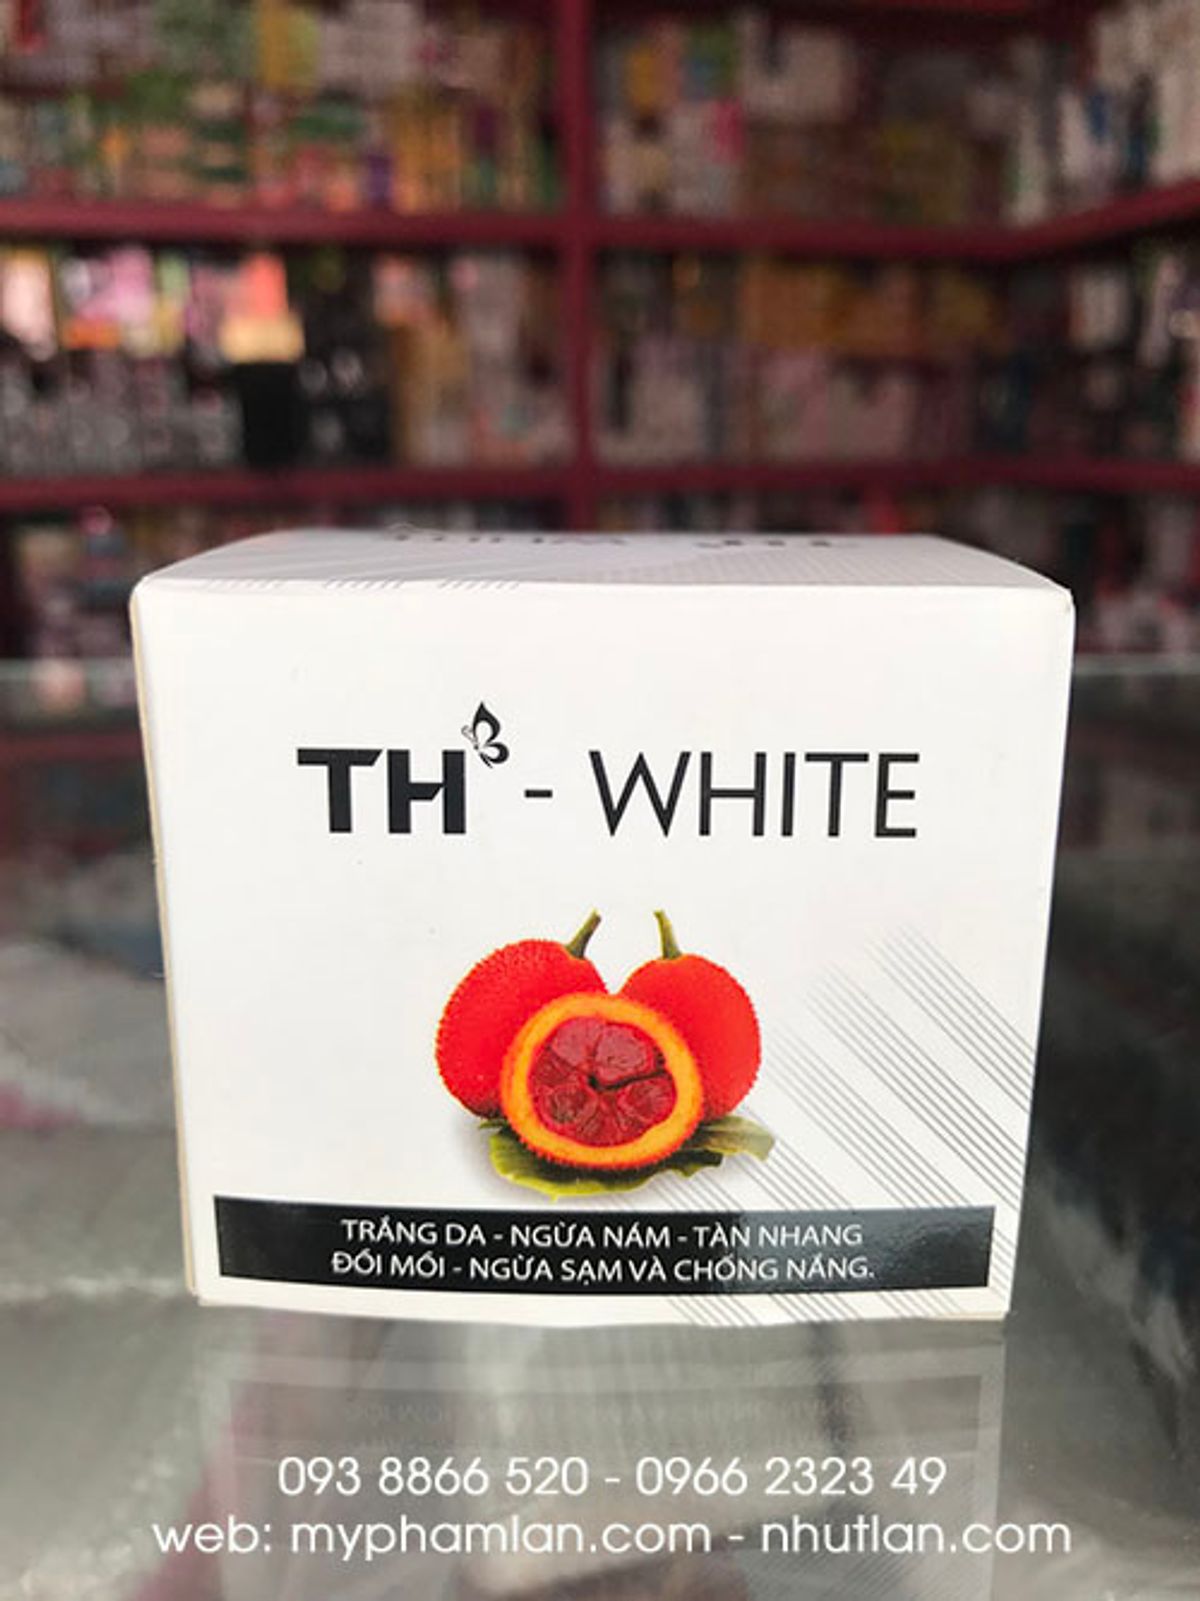 TH - WHITE
TRẮNG DA - NGỪA NÁM - TÀN NHANG
ĐỒI MỒI - NGỪA SẠM VÀ CHỐNG NẮNG.
093 8866 520 - 0966 2323 49
web: myphamlan.com - nhutlan.com